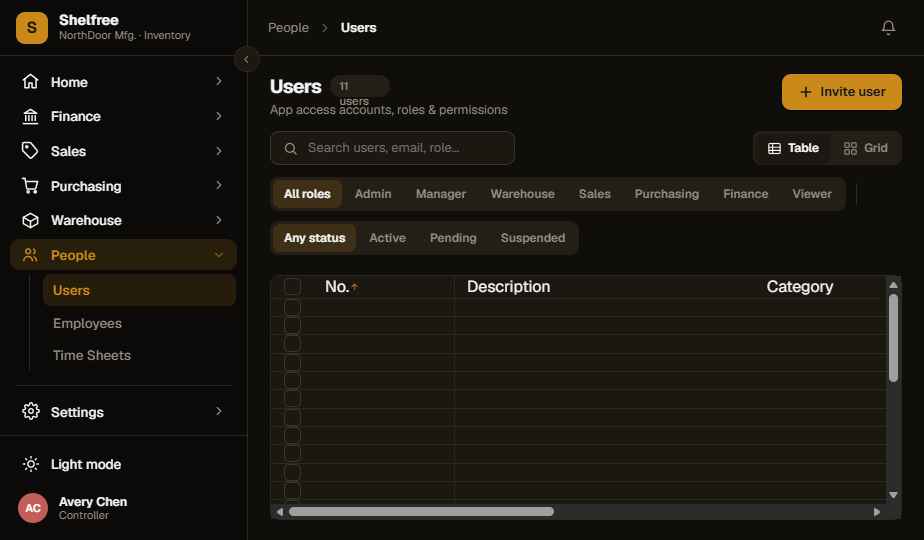 S
Shelfree
NorthDoor Mfg. · Inventory
Home
Finance
Sales
Purchasing
Warehouse
People
Users
Employees
Time Sheets
Settings
Light mode
AC
Avery Chen
Controller
People > Users
Users 11 users
App access accounts, roles & permissions
+ Invite user
Search users, email, role...
Table Grid
All roles Admin Manager Warehouse Sales Purchasing Finance Viewer
Any status Active Pending Suspended
No.↑ Description Category